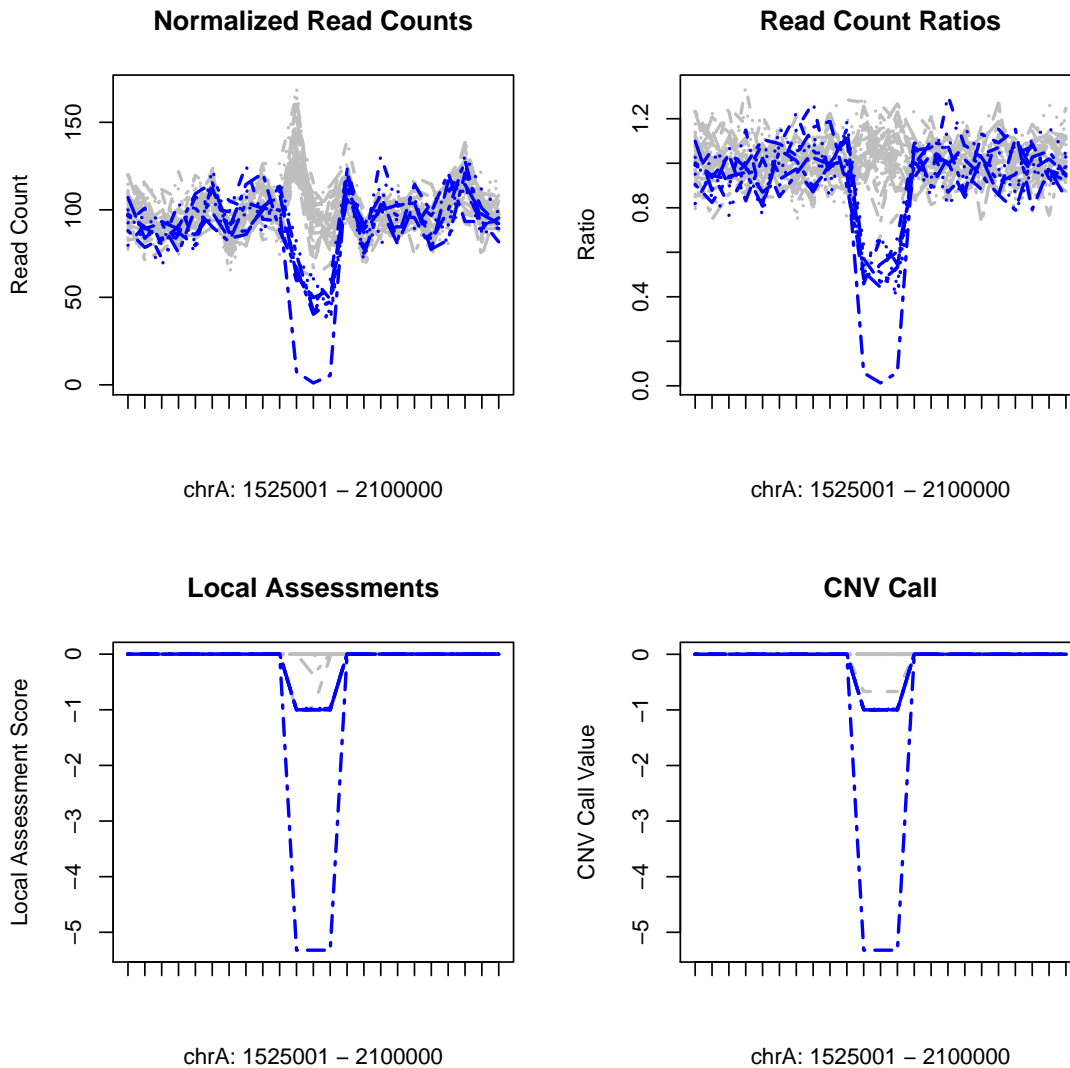 Normalized Read Counts
Read Count
0
50
100
150
chrA: 1525001 − 2100000
Read Count Ratios
Ratio
0.0
0.4
0.8
1.2
chrA: 1525001 − 2100000
Local Assessments
Local Assessment Score
−5
−4
−3
−2
−1
0
chrA: 1525001 − 2100000
CNV Call
CNV Call Value
−5
−4
−3
−2
−1
0
chrA: 1525001 − 2100000